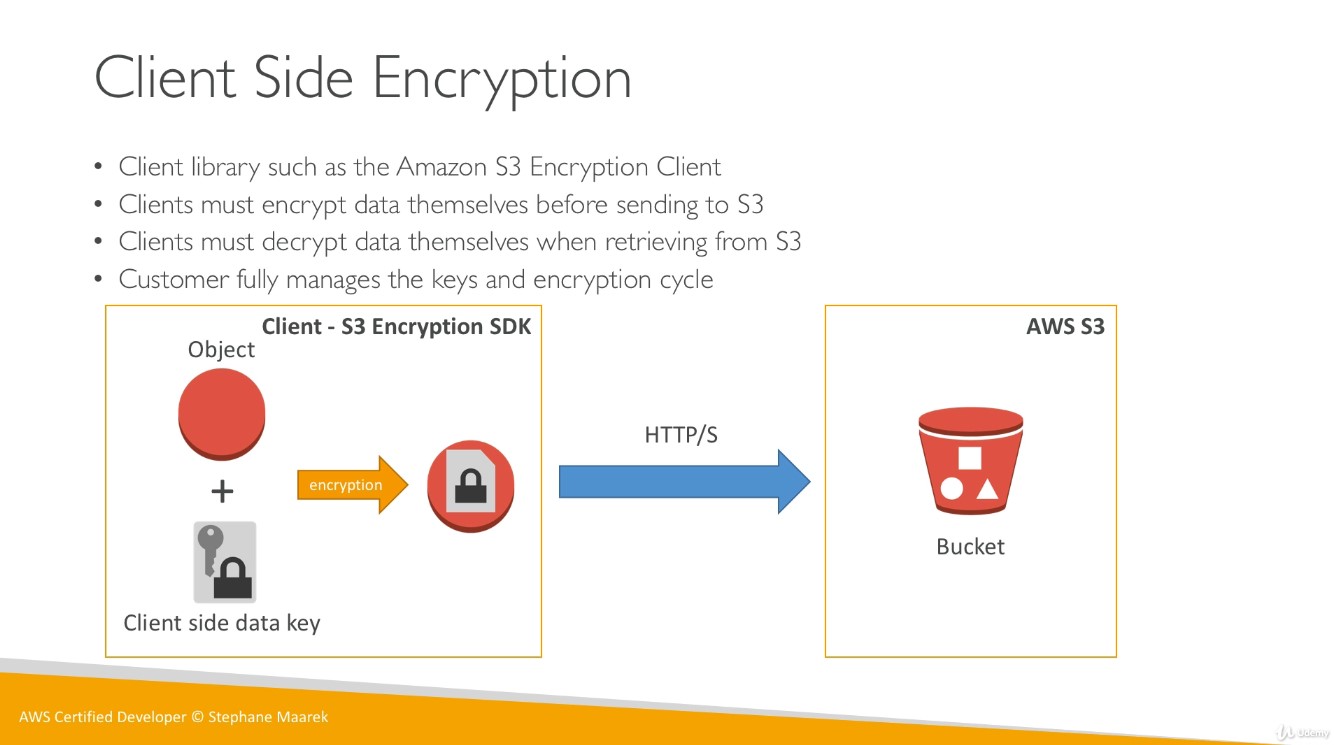 Client Side Encryption
• Client library such as the Amazon S3 Encryption Client
• Clients must encrypt data themselves before sending to S3
• Clients must decrypt data themselves when retrieving from S3
• Customer fully manages the keys and encryption cycle
Client - S3 Encryption SDK
Object
+
encryption
Client side data key
HTTP/S
AWS S3
Bucket
AWS Certified Developer © Stephane Maarek
Udemy